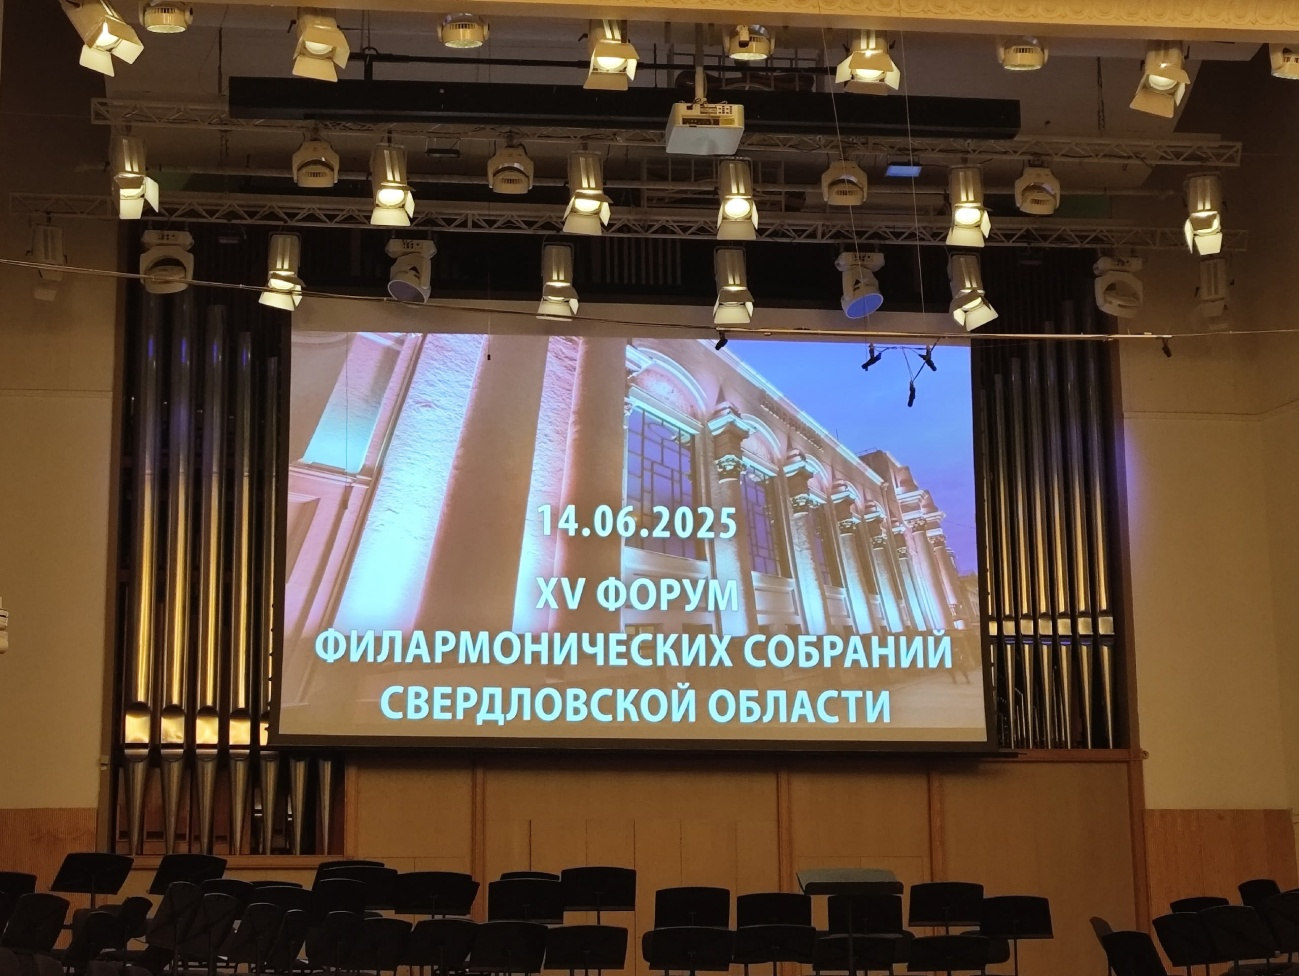 14.06.2025
XV ФОРУМ
ФИЛАРМОНИЧЕСКИХ СОБРАНИЙ
СВЕРДЛОВСКОЙ ОБЛАСТИ